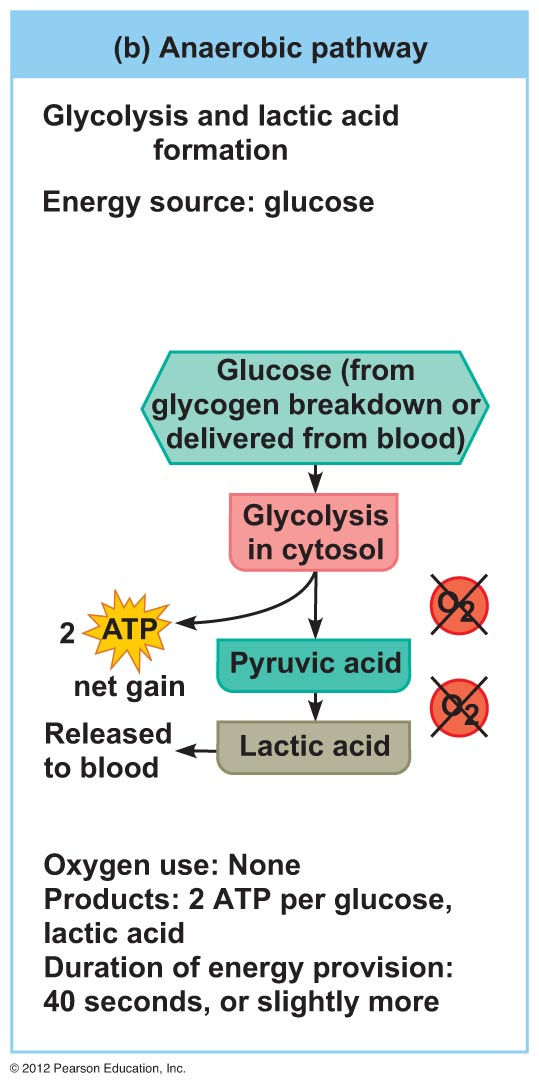 (b) Anaerobic pathway
Glycolysis and lactic acid
formation
Energy source: glucose
Glucose (from
glycogen breakdown or
delivered from blood)
Glycolysis
in cytosol
O2
2 ATP
net gain
Pyruvic acid
O2
Released
to blood
Lactic acid
Oxygen use: None
Products: 2 ATP per glucose,
lactic acid
Duration of energy provision:
40 seconds, or slightly more
© 2012 Pearson Education, Inc.